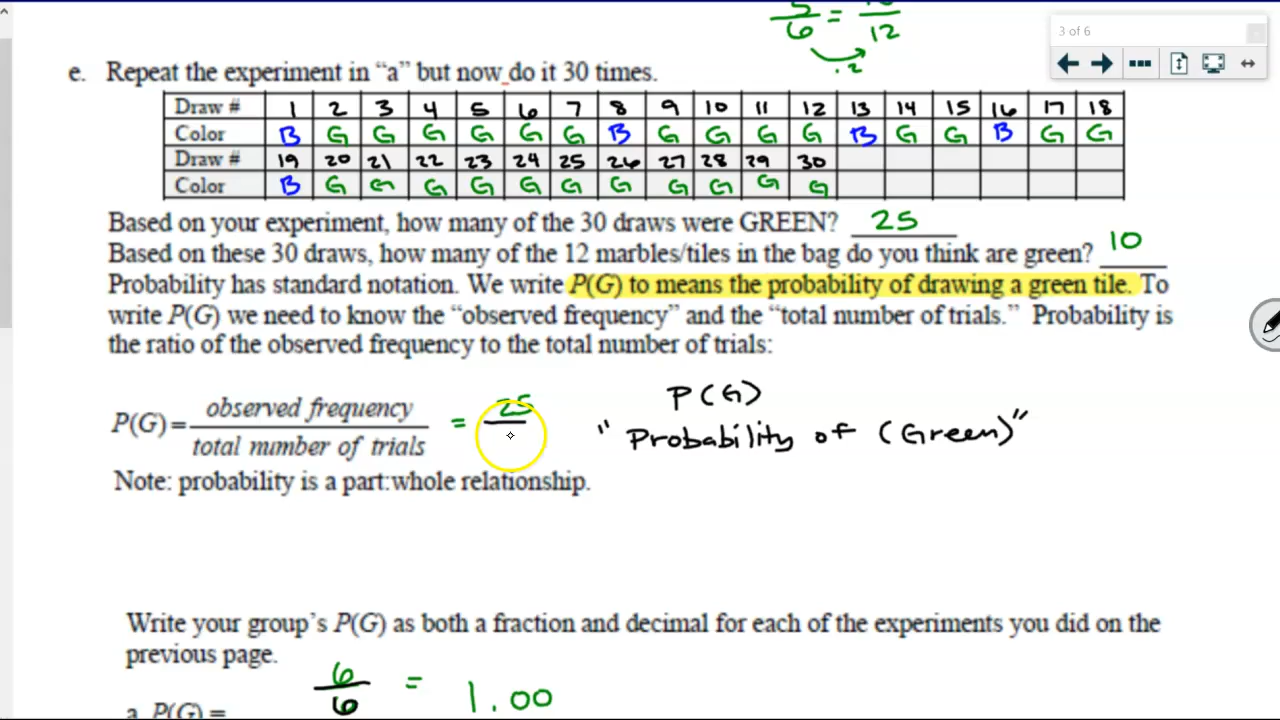 5/6 = 10/12
.2
3 of 6
e. Repeat the experiment in “a” but now do it 30 times.
Draw # 1 2 3 4 5 6 7 8 9 10 11 12 13 14 15 16 17 18
Color B G G G G G G B G G G G B G G B G G
Draw # 19 20 21 22 23 24 25 26 27 28 29 30
Color B G G G G G G G G G G G
Based on your experiment, how many of the 30 draws were GREEN? 25
Based on these 30 draws, how many of the 12 marbles/tiles in the bag do you think are green? 10
Probability has standard notation. We write P(G) to means the probability of drawing a green tile. To
write P(G) we need to know the “observed frequency” and the “total number of trials.” Probability is
the ratio of the observed frequency to the total number of trials:
P(G) = observed frequency / total number of trials = 25
P(G)
" Probability of (Green)"
Note: probability is a part:whole relationship.
Write your group’s P(G) as both a fraction and decimal for each of the experiments you did on the
previous page.
a. P(G) = 6/6 = 1.00